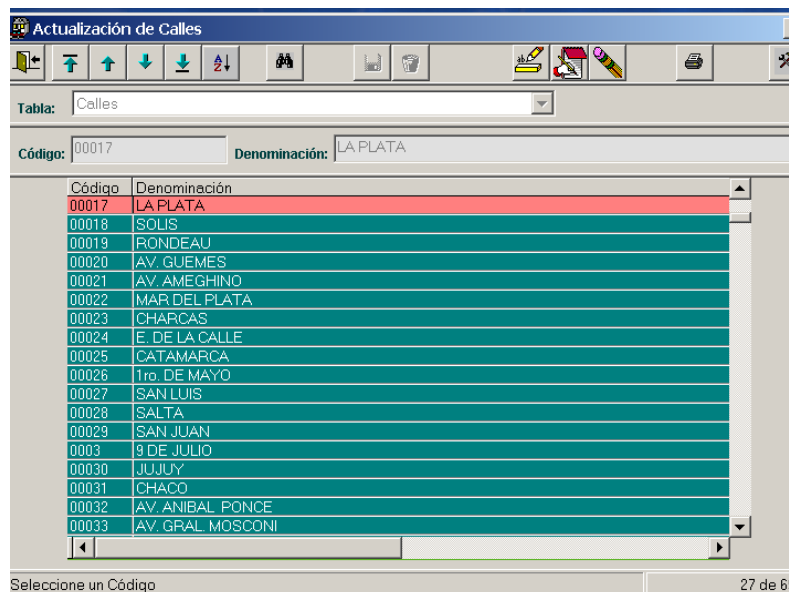 Actualización de Calles
Tabla: Calles
Código: 00017 Denominación: LA PLATA
Código Denominación
00017 LA PLATA
00018 SOLIS
00019 RONDEAU
00020 AV. GUEMES
00021 AV. AMEGHINO
00022 MAR DEL PLATA
00023 CHARCAS
00024 E. DE LA CALLE
00025 CATAMARCA
00026 1ro. DE MAYO
00027 SAN LUIS
00028 SALTA
00029 SAN JUAN
0003 9 DE JULIO
00030 JUJUY
00031 CHACO
00032 AV. ANIBAL PONCE
00033 AV. GRAL. MOSCONI
Seleccione un Código 27 de 6